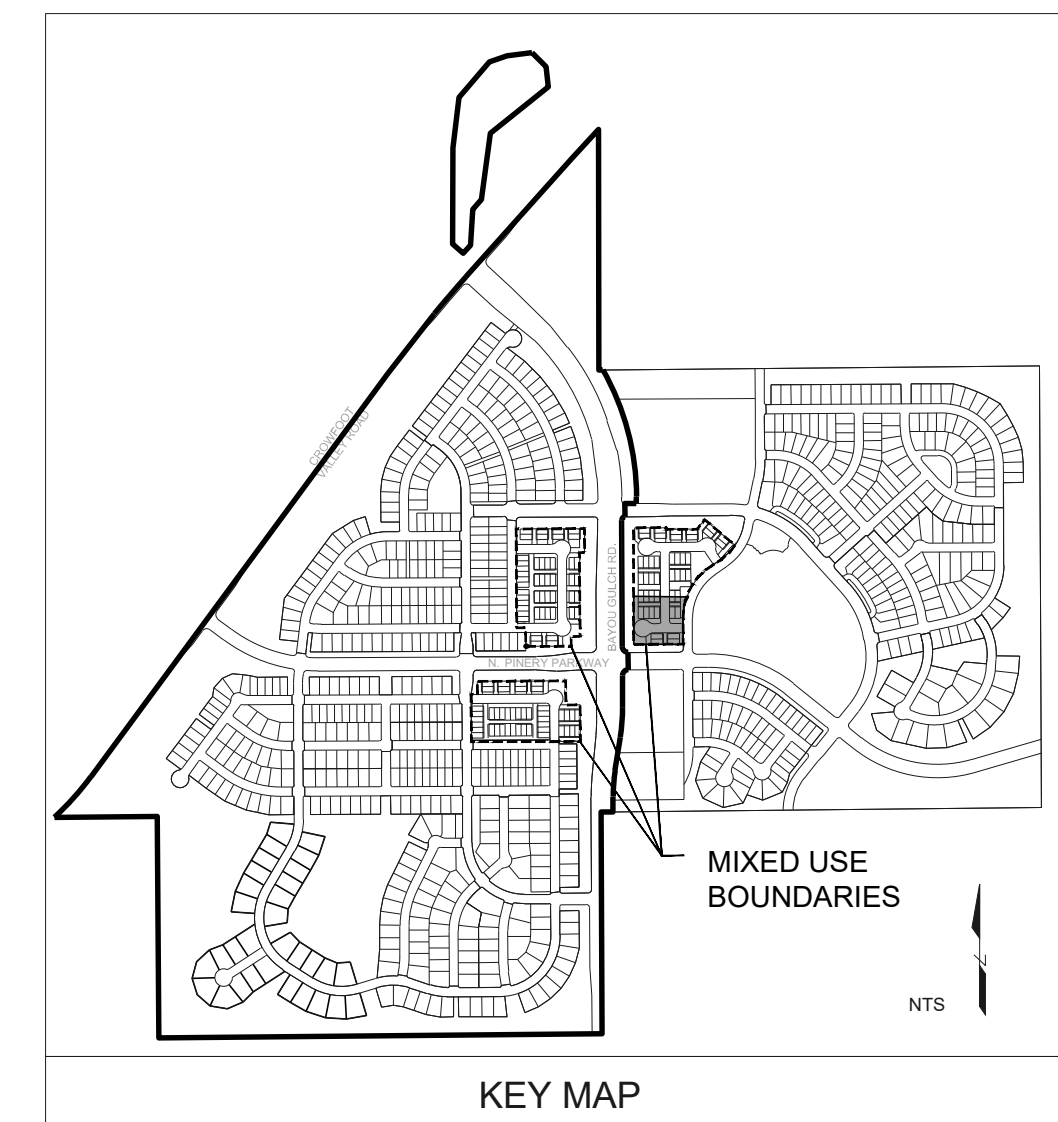 CROWFOOT
VALLEY ROAD
BAYOU GULCH RD.
N. PINERY PARKWAY
MIXED USE
BOUNDARIES
Z
NTS
KEY MAP